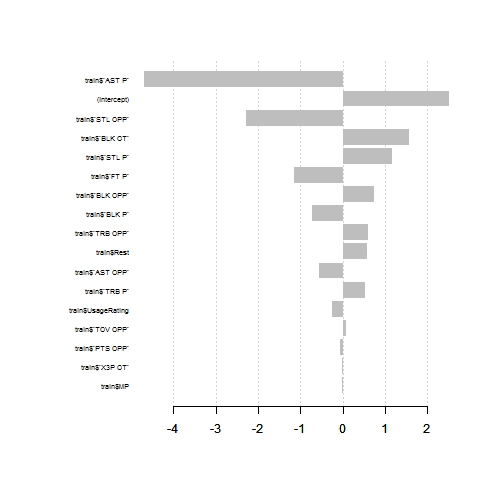 train$`AST P`
(Intercept)
train$`STL OPP`
train$`BLK OT`
train$`STL P`
train$`FT P`
train$`BLK OPP`
train$`BLK P`
train$`TRB OPP`
train$Rest
train$`AST OPP`
train$`TRB P`
train$UsageRating
train$`TOV OPP`
train$`PTS OPP`
train$`X3P OT`
train$MP
-4 -3 -2 -1 0 1 2